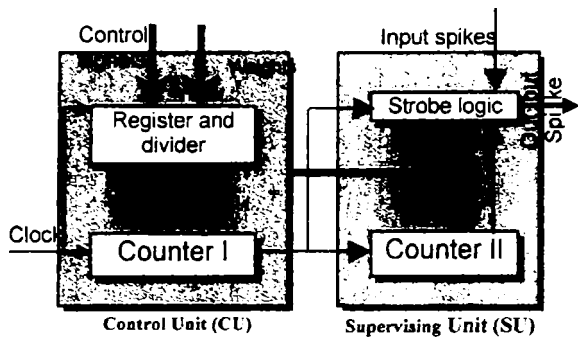 Control
Input spikes
Register and
divider
Strobe logic
Output
Spike
Clock
Counter I
Counter II
Control Unit (CU)
Supervising Unit (SU)